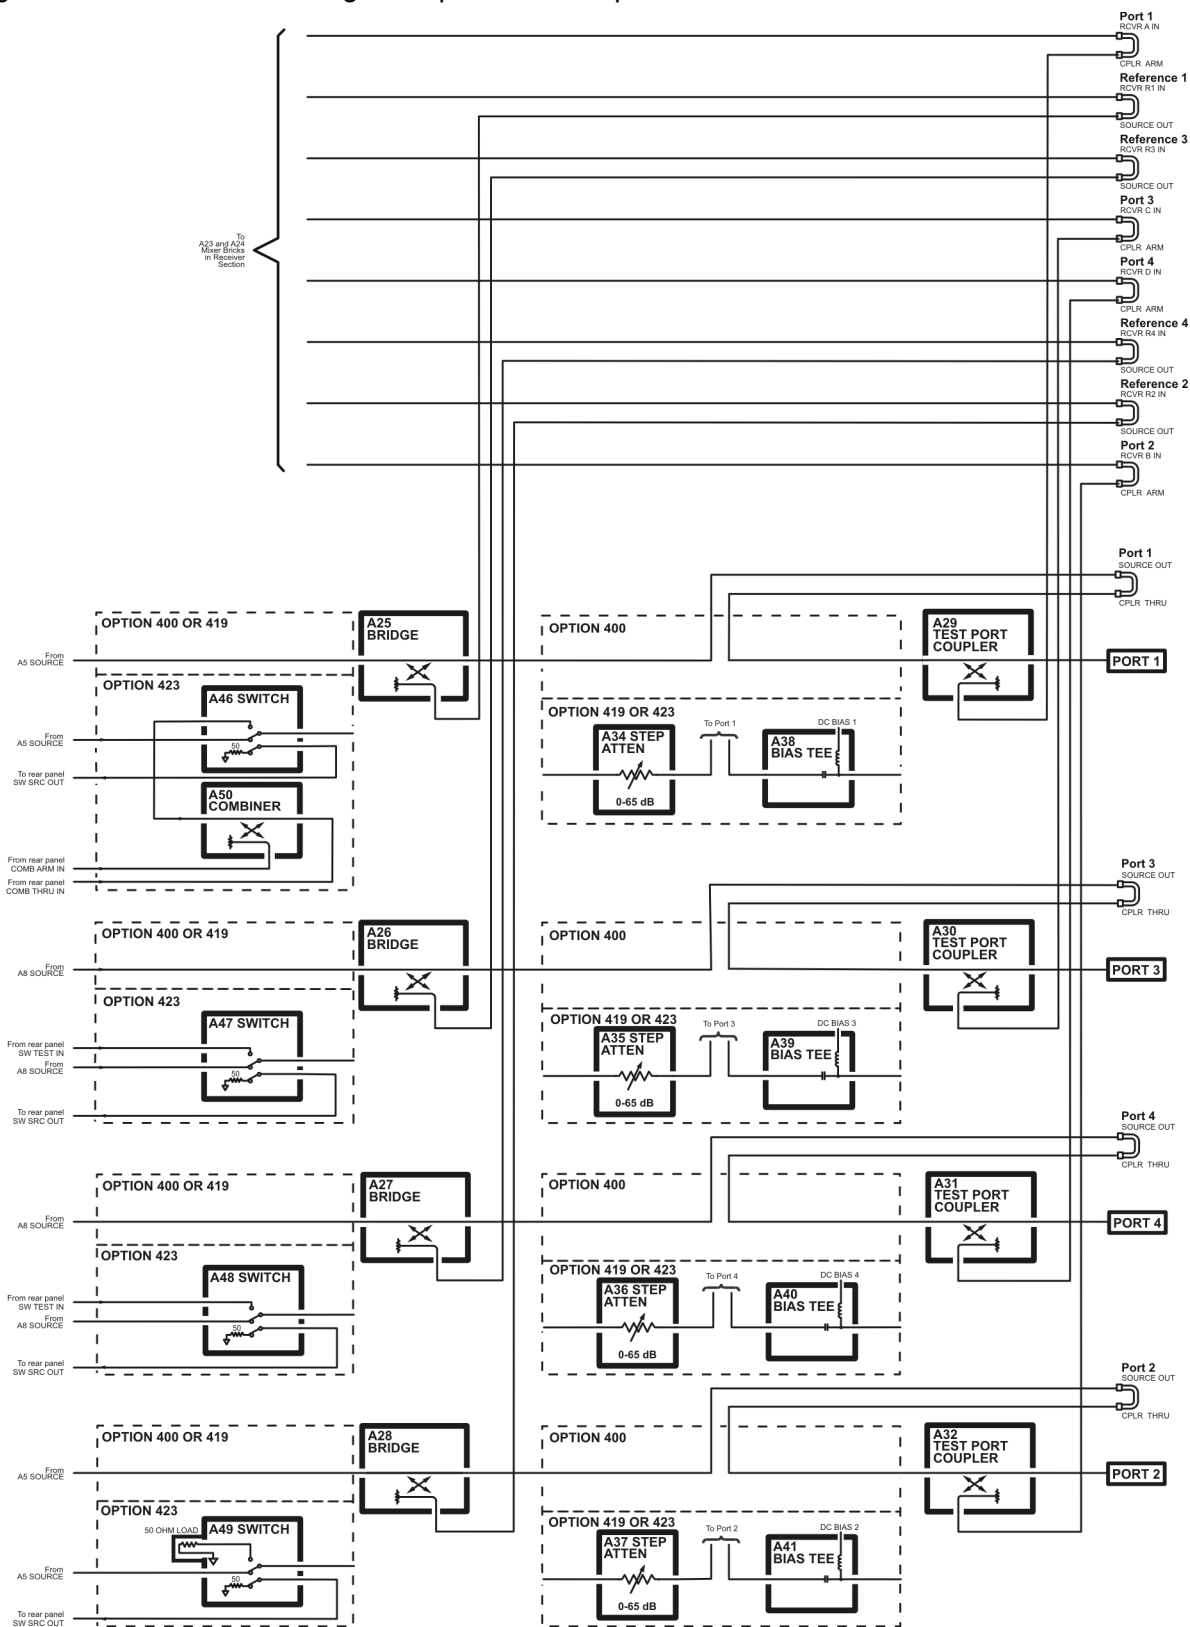 Port 1
RCVR A IN
CPLR ARM
Reference 1
RCVR R1 IN
SOURCE OUT
Reference 3
RCVR R3 IN
SOURCE OUT
Port 3
RCVR C IN
CPLR ARM
To
A23 and A24
Mixer Bricks
in Receiver
Section
Port 4
RCVR D IN
CPLR ARM
Reference 4
RCVR R4 IN
SOURCE OUT
Reference 2
RCVR R2 IN
SOURCE OUT
Port 2
RCVR B IN
CPLR ARM
Port 1
SOURCE OUT
CPLR THRU
OPTION 400 OR 419
A25
BRIDGE
OPTION 400
A29
TEST PORT
COUPLER
From
A5 SOURCE
PORT 1
OPTION 423
A46 SWITCH
50
From
A5 SOURCE
To rear panel
SW SRC OUT
A50
COMBINER
From rear panel
COMB ARM IN
From rear panel
COMB THRU IN
OPTION 419 OR 423
A34 STEP
ATTEN
0-65 dB
To Port 1
DC BIAS 1
A38
BIAS TEE
Port 3
SOURCE OUT
CPLR THRU
OPTION 400 OR 419
A26
BRIDGE
OPTION 400
A30
TEST PORT
COUPLER
From
A8 SOURCE
PORT 3
OPTION 423
A47 SWITCH
50
From rear panel
SW TEST IN
From
A8 SOURCE
To rear panel
SW SRC OUT
OPTION 419 OR 423
A35 STEP
ATTEN
0-65 dB
To Port 3
DC BIAS 3
A39
BIAS TEE
Port 4
SOURCE OUT
CPLR THRU
OPTION 400 OR 419
A27
BRIDGE
OPTION 400
A31
TEST PORT
COUPLER
From
A8 SOURCE
PORT 4
OPTION 423
A48 SWITCH
50
From rear panel
SW TEST IN
From
A8 SOURCE
To rear panel
SW SRC OUT
OPTION 419 OR 423
A36 STEP
ATTEN
0-65 dB
To Port 4
DC BIAS 4
A40
BIAS TEE
Port 2
SOURCE OUT
CPLR THRU
OPTION 400 OR 419
A28
BRIDGE
OPTION 400
A32
TEST PORT
COUPLER
From
A5 SOURCE
PORT 2
OPTION 423
50 OHM LOAD
A49 SWITCH
50
From
A5 SOURCE
To rear panel
SW SRC OUT
OPTION 419 OR 423
A37 STEP
ATTEN
0-65 dB
To Port 2
DC BIAS 2
A41
BIAS TEE